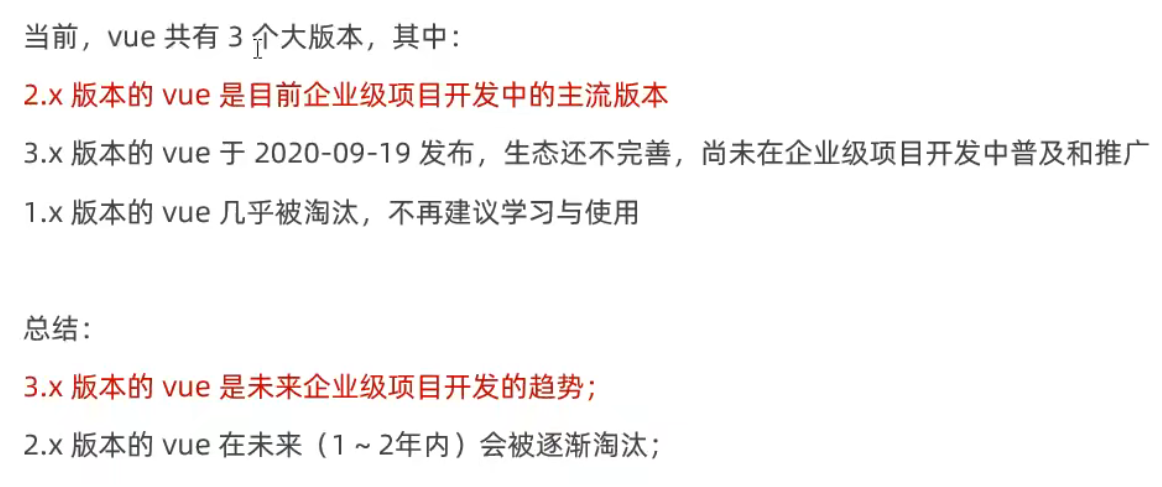 当前，vue 共有 3 个大版本，其中：
2.x 版本的 vue 是目前企业级项目开发中的主流版本
3.x 版本的 vue 于 2020-09-19 发布，生态还不完善，尚未在企业级项目开发中普及和推广
1.x 版本的 vue 几乎被淘汰，不再建议学习与使用
总结：
3.x 版本的 vue 是未来企业级项目开发的趋势；
2.x 版本的 vue 在未来（1 ~ 2年内）会被逐渐淘汰；